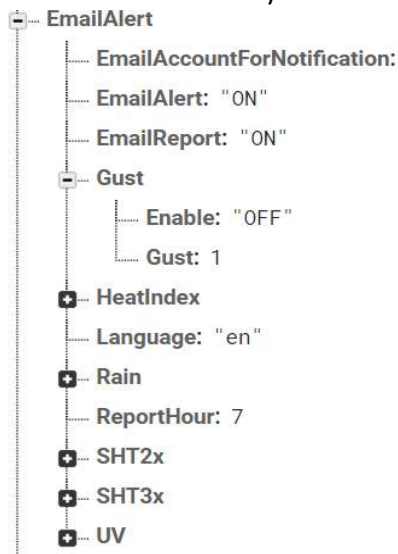 EmailAlert
EmailAccountForNotification:
EmailAlert: "ON"
EmailReport: "ON"
Gust
Enable: "OFF"
Gust: 1
HeatIndex
Language: "en"
Rain
ReportHour: 7
SHT2x
SHT3x
UV